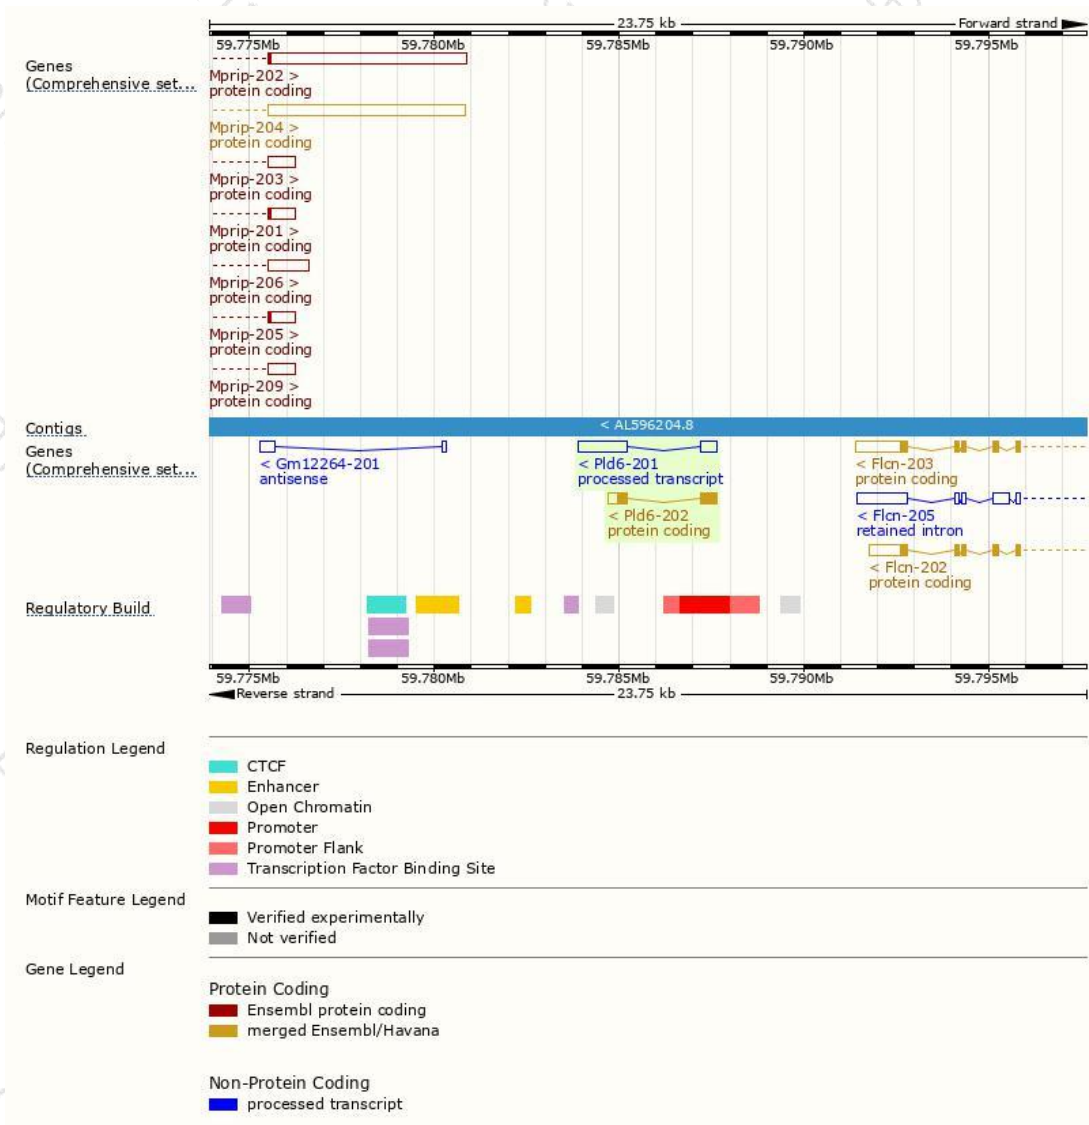 23.75 kb Forward strand
59.775Mb 59.780Mb 59.785Mb 59.790Mb 59.795Mb
Genes
(Comprehensive set...
Mprip-202 >
protein coding
Mprip-204 >
protein coding
Mprip-203 >
protein coding
Mprip-201 >
protein coding
Mprip-206 >
protein coding
Mprip-205 >
protein coding
Mprip-209 >
protein coding
Contigs < AL596204.8
Genes
(Comprehensive set...
< Gm12264-201
antisense
< Pld6-201
processed transcript
< Pld6-202
protein coding
< Flcn-203
protein coding
< Flcn-205
retained intron
< Flcn-202
protein coding
Regulatory Build
59.775Mb 59.780Mb 59.785Mb 59.790Mb 59.795Mb
Reverse strand 23.75 kb
Regulation Legend
CTCF
Enhancer
Open Chromatin
Promoter
Promoter Flank
Transcription Factor Binding Site
Motif Feature Legend
Verified experimentally
Not verified
Gene Legend
Protein Coding
Ensembl protein coding
merged Ensembl/Havana
Non-Protein Coding
processed transcript